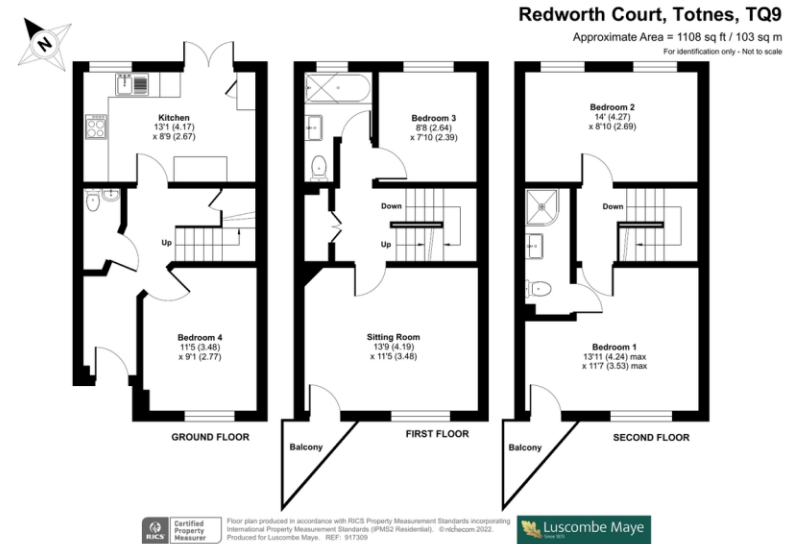 Redworth Court, Totnes, TQ9
Approximate Area = 1108 sq ft / 103 sq m
For identification only - Not to scale
N
Kitchen
13'1 (4.17)
x 8'9 (2.67)
Up
Bedroom 4
11'5 (3.48)
x 9'1 (2.77)
GROUND FLOOR
Bedroom 3
8'8 (2.64)
x 7'10 (2.39)
Down
Up
Sitting Room
13'9 (4.19)
x 11'5 (3.48)
Balcony
FIRST FLOOR
Bedroom 2
14' (4.27)
x 8'10 (2.69)
Down
Bedroom 1
13'11 (4.24) max
x 11'7 (3.53) max
Balcony
SECOND FLOOR
RICS
Certified
Property
Measurer
Floor plan produced in accordance with RICS Property Measurement Standards incorporating
International Property Measurement Standards (IPMS2 Residential). © nichecom 2022.
Produced for Luscombe Maye. REF: 917309
Luscombe Maye
Since 1873